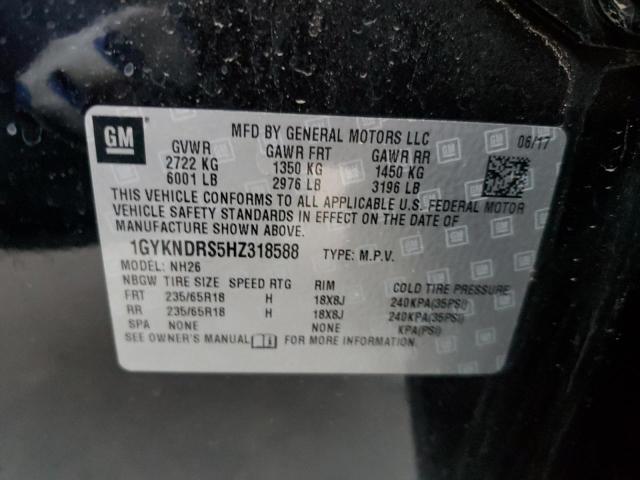 GM
MFD BY GENERAL MOTORS LLC 06/17
GVWR GAWR FRT GAWR RR
2722 KG 1350 KG 1450 KG
6001 LB 2976 LB 3196 LB
THIS VEHICLE CONFORMS TO ALL APPLICABLE U.S. FEDERAL MOTOR
VEHICLE SAFETY STANDARDS IN EFFECT ON THE DATE OF
MANUFACTURE SHOWN ABOVE.
1GYKNDRS5HZ318588 TYPE: M.P.V.
MODEL: NH26
NBGW TIRE SIZE SPEED RTG RIM COLD TIRE PRESSURE
FRT 235/65R18 H 18X8J 240KPA(35PSI)
RR 235/65R18 H 18X8J 240KPA(35PSI)
SPA NONE NONE KPA(PSI)
SEE OWNER'S MANUAL FOR MORE INFORMATION.